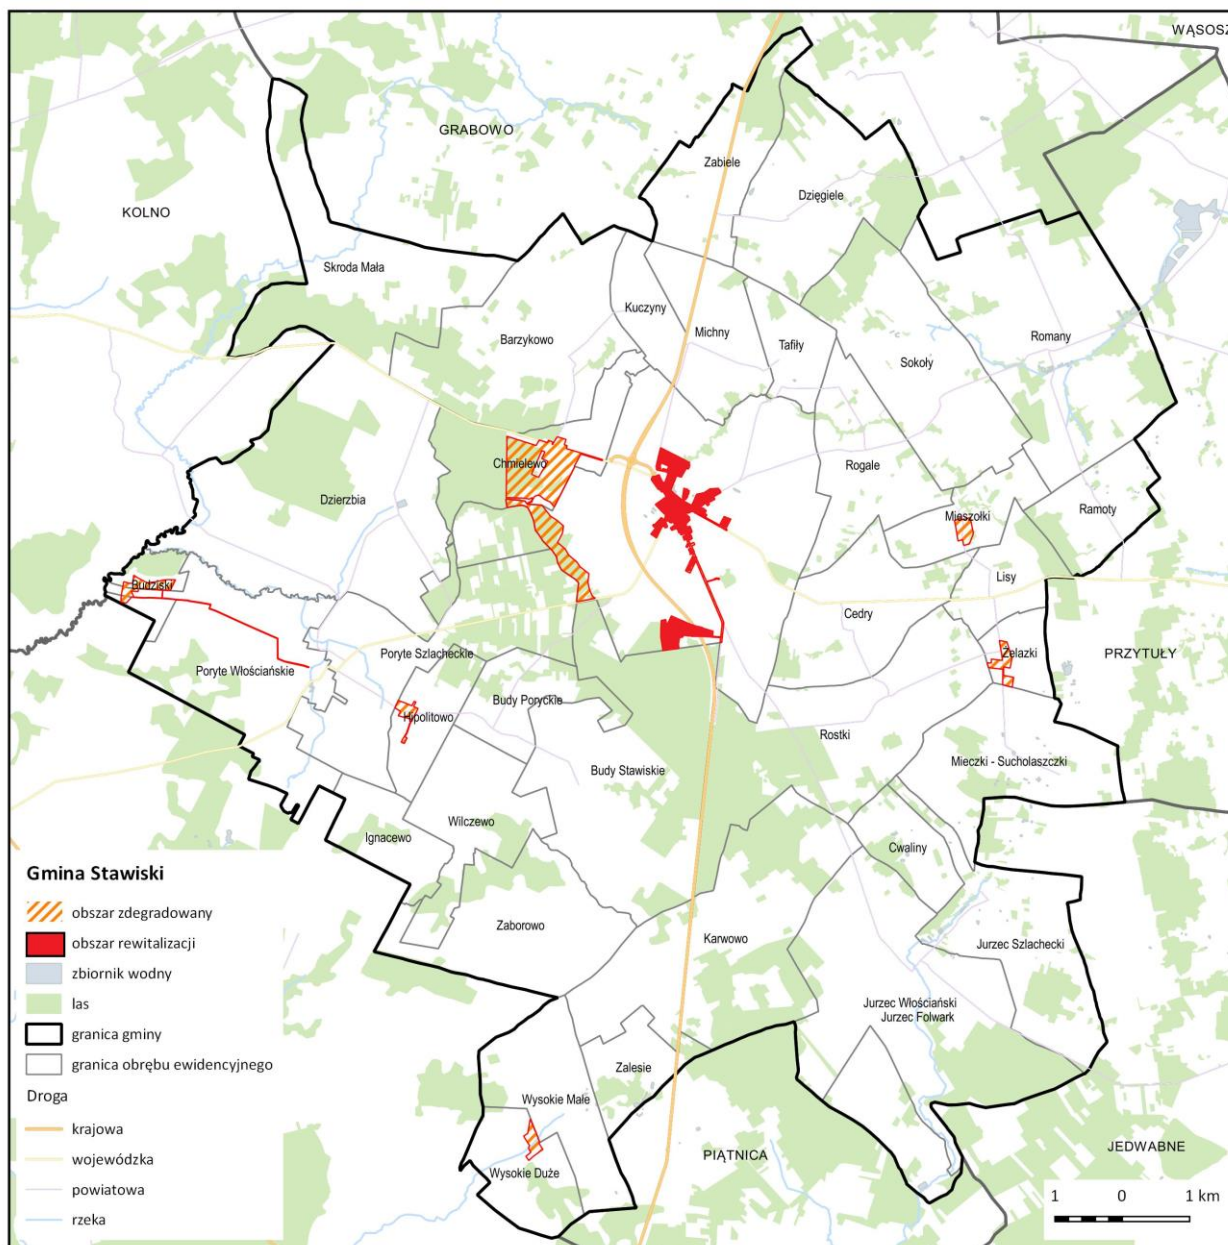 WĄSOSZ
GRABOWO
Zabiele
Dzięgiele
KOLNO
Skroda Mała
Kuczyny
Michny
Barzykowo
Tafiły
Romany
Sokoły
Chmielewo
Rogale
Dzierzbia
Mieszołki
Ramoty
Lisy
Budziski
Cedry
Poryte Szlacheckie
Żelazki
PRZYTUŁY
Poryte Włościańskie
Budy Poryckie
Hipolitowo
Rostki
Mieczki - Sucholaszczki
Budy Stawiskie
Wilczewo
Ignacewo
Cwaliny
Zaborowo
Karwowo
Jurzec Szlachecki
Jurzec Włościański
Jurzec Folwark
Zalesie
Wysokie Małe
Wysokie Duże
PIĄTNICA
JEDWABNE
Gmina Stawiski
obszar zdegradowany
obszar rewitalizacji
zbiornik wodny
las
granica gminy
granica obrębu ewidencyjnego
Droga
krajowa
wojewódzka
powiatowa
rzeka
1 0 1 km